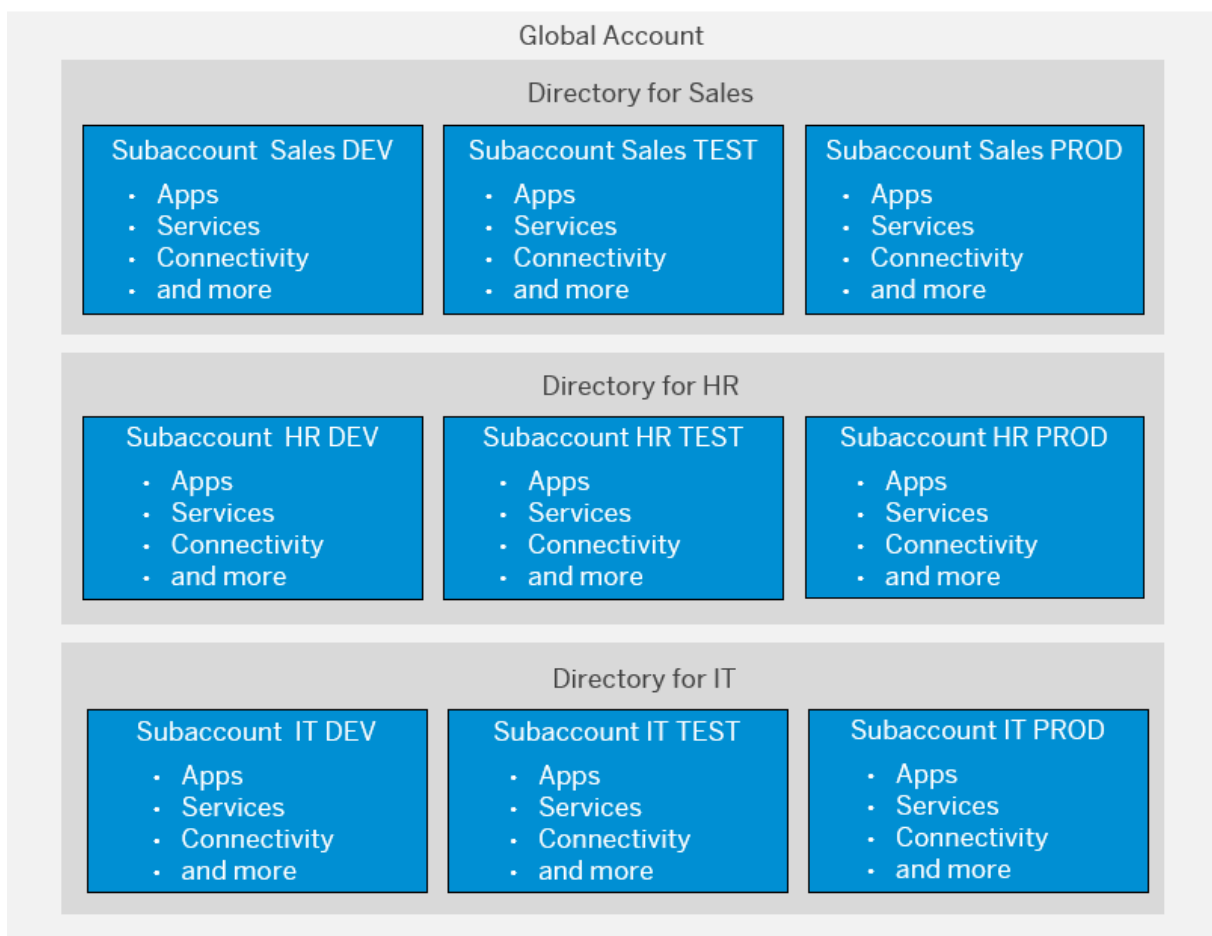 Global Account
Directory for Sales
Subaccount Sales DEV
• Apps
• Services
• Connectivity
• and more
Subaccount Sales TEST
• Apps
• Services
• Connectivity
• and more
Subaccount Sales PROD
• Apps
• Services
• Connectivity
• and more
Directory for HR
Subaccount HR DEV
• Apps
• Services
• Connectivity
• and more
Subaccount HR TEST
• Apps
• Services
• Connectivity
• and more
Subaccount HR PROD
• Apps
• Services
• Connectivity
• and more
Directory for IT
Subaccount IT DEV
• Apps
• Services
• Connectivity
• and more
Subaccount IT TEST
• Apps
• Services
• Connectivity
• and more
Subaccount IT PROD
• Apps
• Services
• Connectivity
• and more